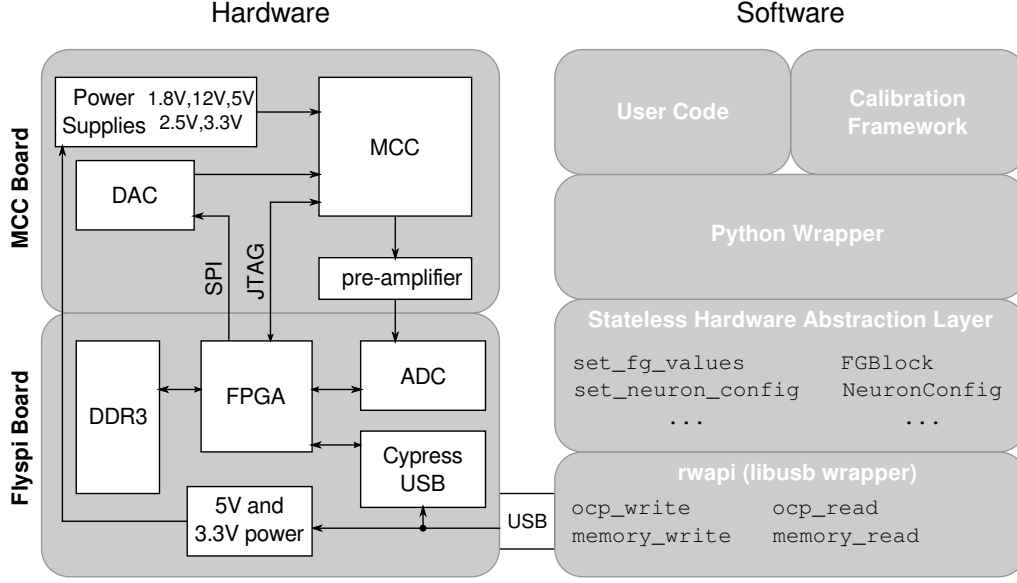 Hardware
Software
MCC Board
Power Supplies
1.8V,12V,5V
2.5V,3.3V
MCC
DAC
SPI
JTAG
pre-amplifier
Flyspi Board
DDR3
FPGA
ADC
Cypress
USB
5V and
3.3V power
USB
User Code
Calibration
Framework
Python Wrapper
Stateless Hardware Abstraction Layer
set_fg_values FGBlock
set_neuron_config NeuronConfig
... ...
rwapi (libusb wrapper)
ocp_write ocp_read
memory_write memory_read